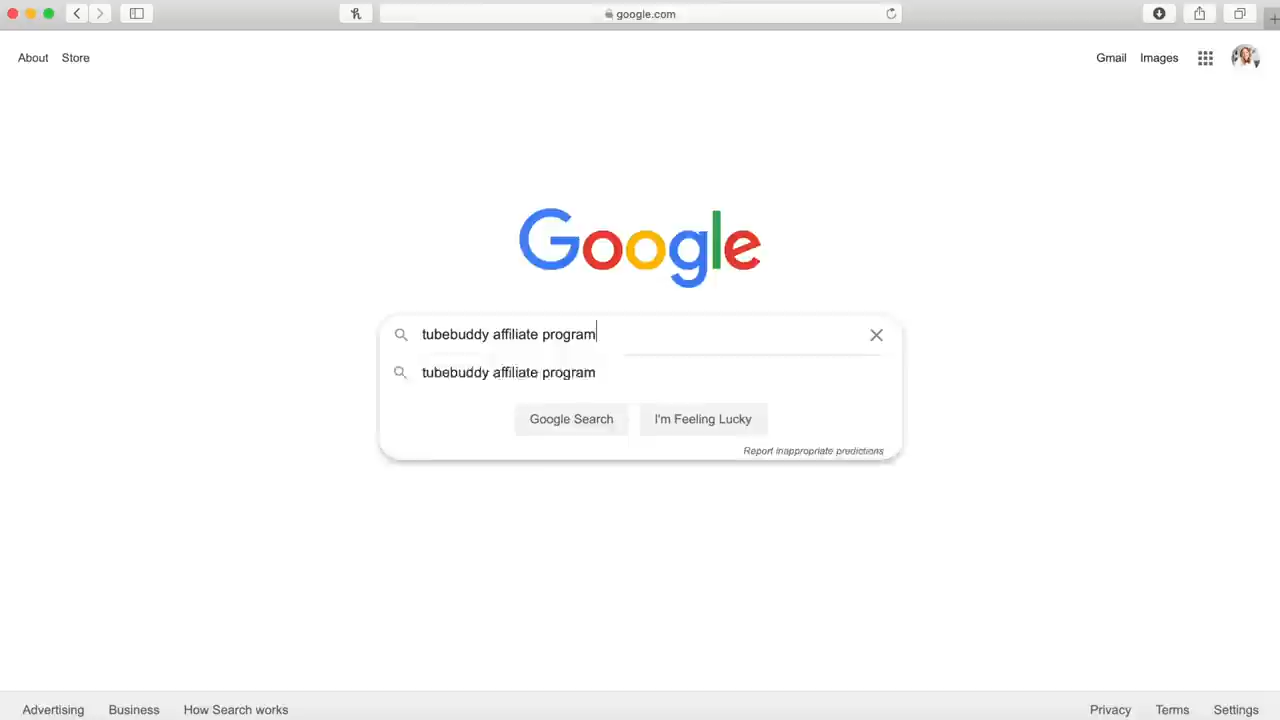 google.com
About Store Gmail Images
Google
tubebuddy affiliate program
tubebuddy affiliate program
Google Search I'm Feeling Lucky
Report inappropriate predictions
Advertising Business How Search works Privacy Terms Settings